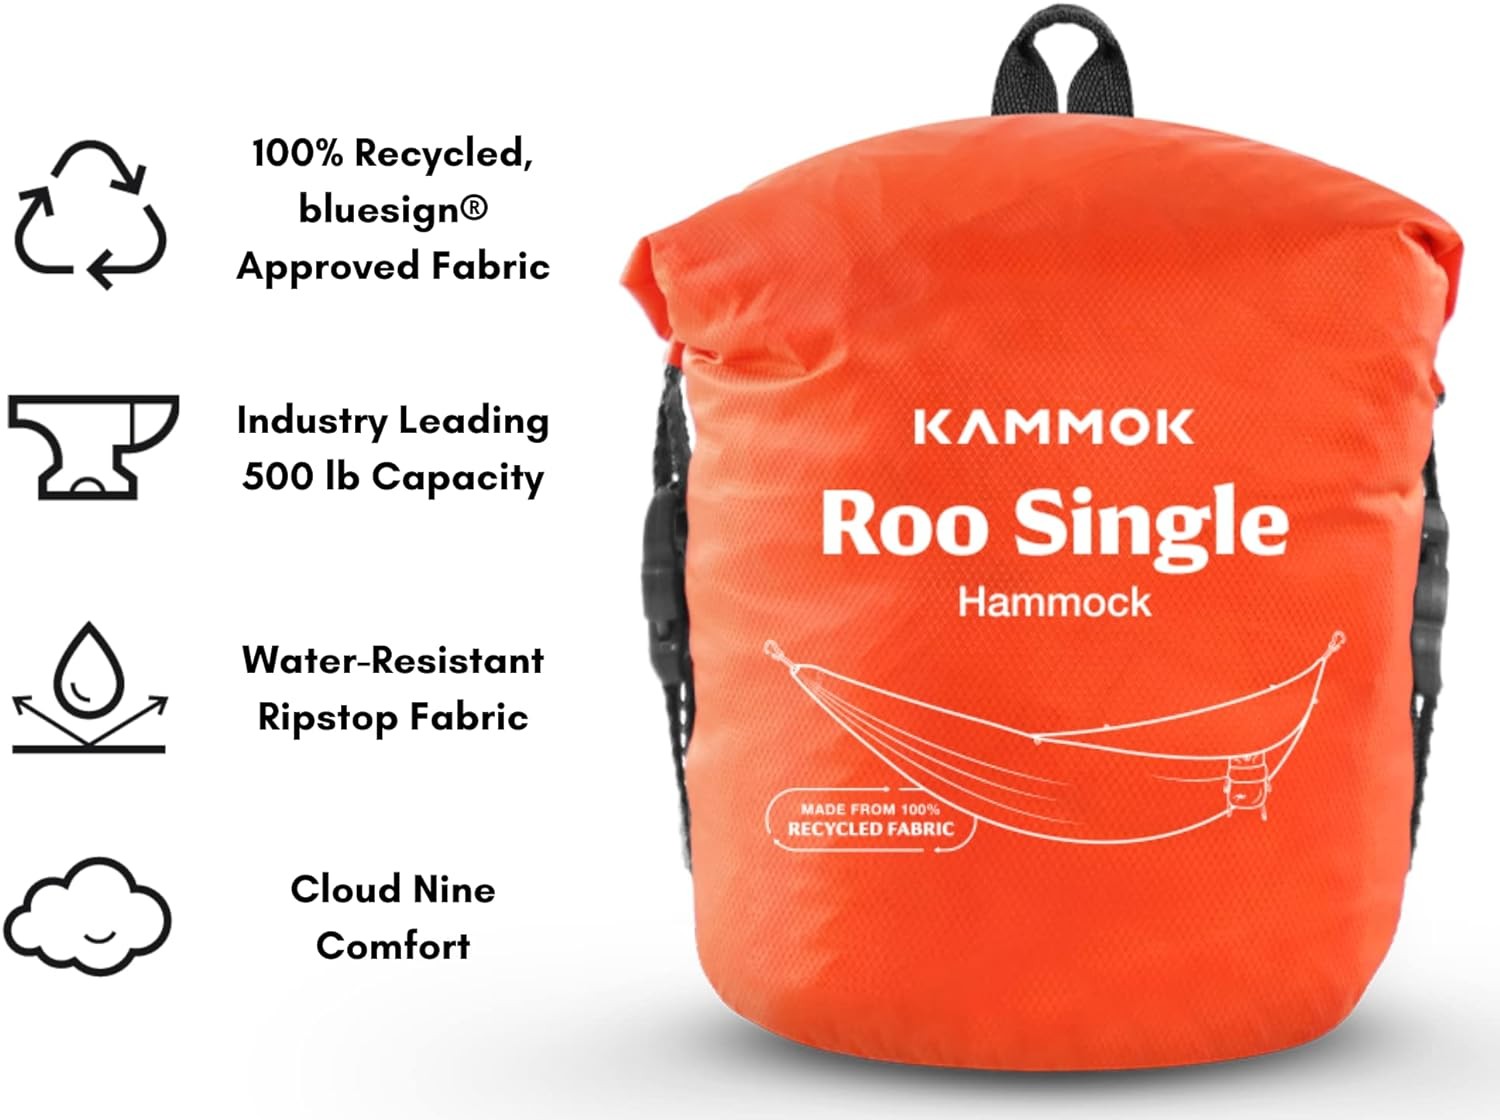 100% Recycled,
bluesign®
Approved Fabric
Industry Leading
500 lb Capacity
Water-Resistant
Ripstop Fabric
Cloud Nine
Comfort
KAMMOK
Roo Single
Hammock
MADE FROM 100%
RECYCLED FABRIC